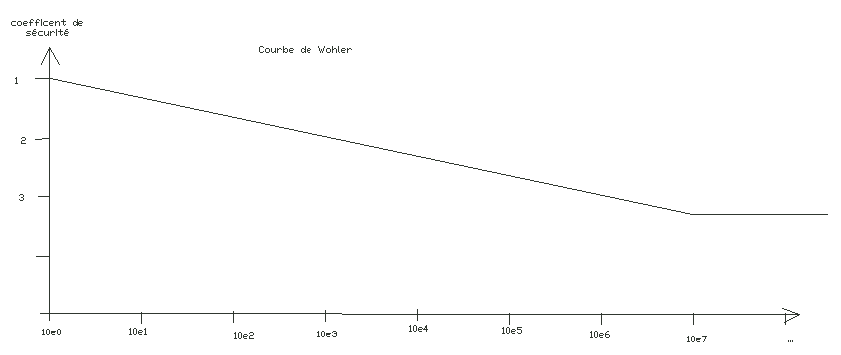 coefficent de
sécurité
Courbe de Wohler
1
2
3
10e0
10e1
10e2
10e3
10e4
10e5
10e6
10e7
...